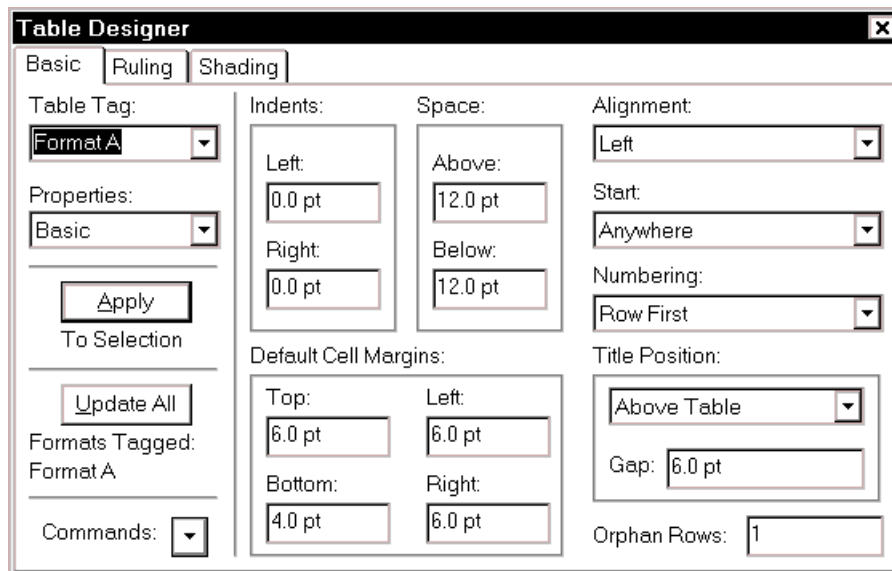 Table Designer
Basic
Ruling
Shading
Table Tag:
Format A
Properties:
Basic
Apply
To Selection
Update All
Formats Tagged:
Format A
Commands:
Indents:
Left:
0.0 pt
Right:
0.0 pt
Space:
Above:
12.0 pt
Below:
12.0 pt
Default Cell Margins:
Top:
6.0 pt
Left:
6.0 pt
Bottom:
4.0 pt
Right:
6.0 pt
Alignment:
Left
Start:
Anywhere
Numbering:
Row First
Title Position:
Above Table
Gap: 6.0 pt
Orphan Rows: 1